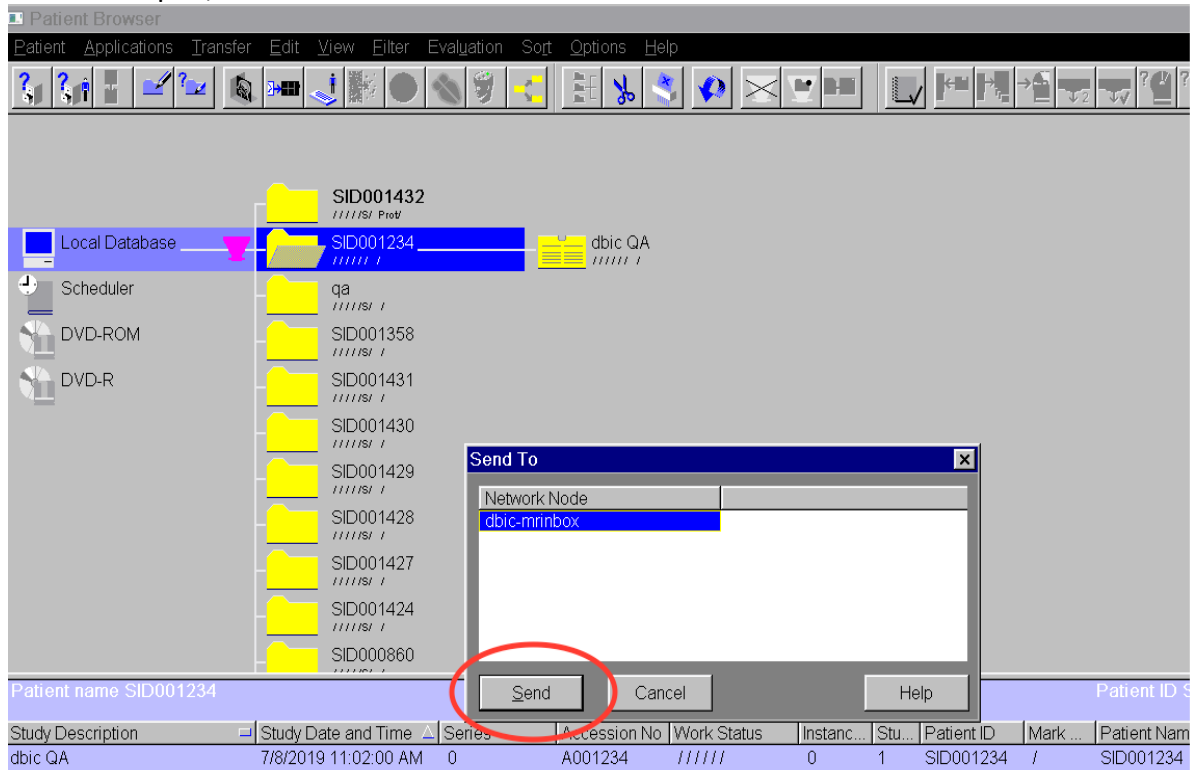 Patient Browser
Patient Applications Transfer Edit View Filter Evaluation Sort Options Help
SID001432
/////S/ Prot/
Local Database
SID001234
////// /
dbic QA
////// /
Scheduler
qa
/////S/ /
DVD-ROM
SID001358
/////S/ /
DVD-R
SID001431
/////S/ /
SID001430
/////S/ /
SID001429
/////S/ /
SID001428
/////S/ /
SID001427
/////S/ /
SID001424
/////S/ /
SID000860
Send To
Network Node
dbic-mrinbox
Send Cancel Help
Patient name SID001234 Patient ID S
Study Description Study Date and Time Series Accession No Work Status Instanc... Stu... Patient ID Mark ... Patient Nam
dbic QA 7/8/2019 11:02:00 AM 0 A001234 ////// 0 1 SID001234 / SID001234